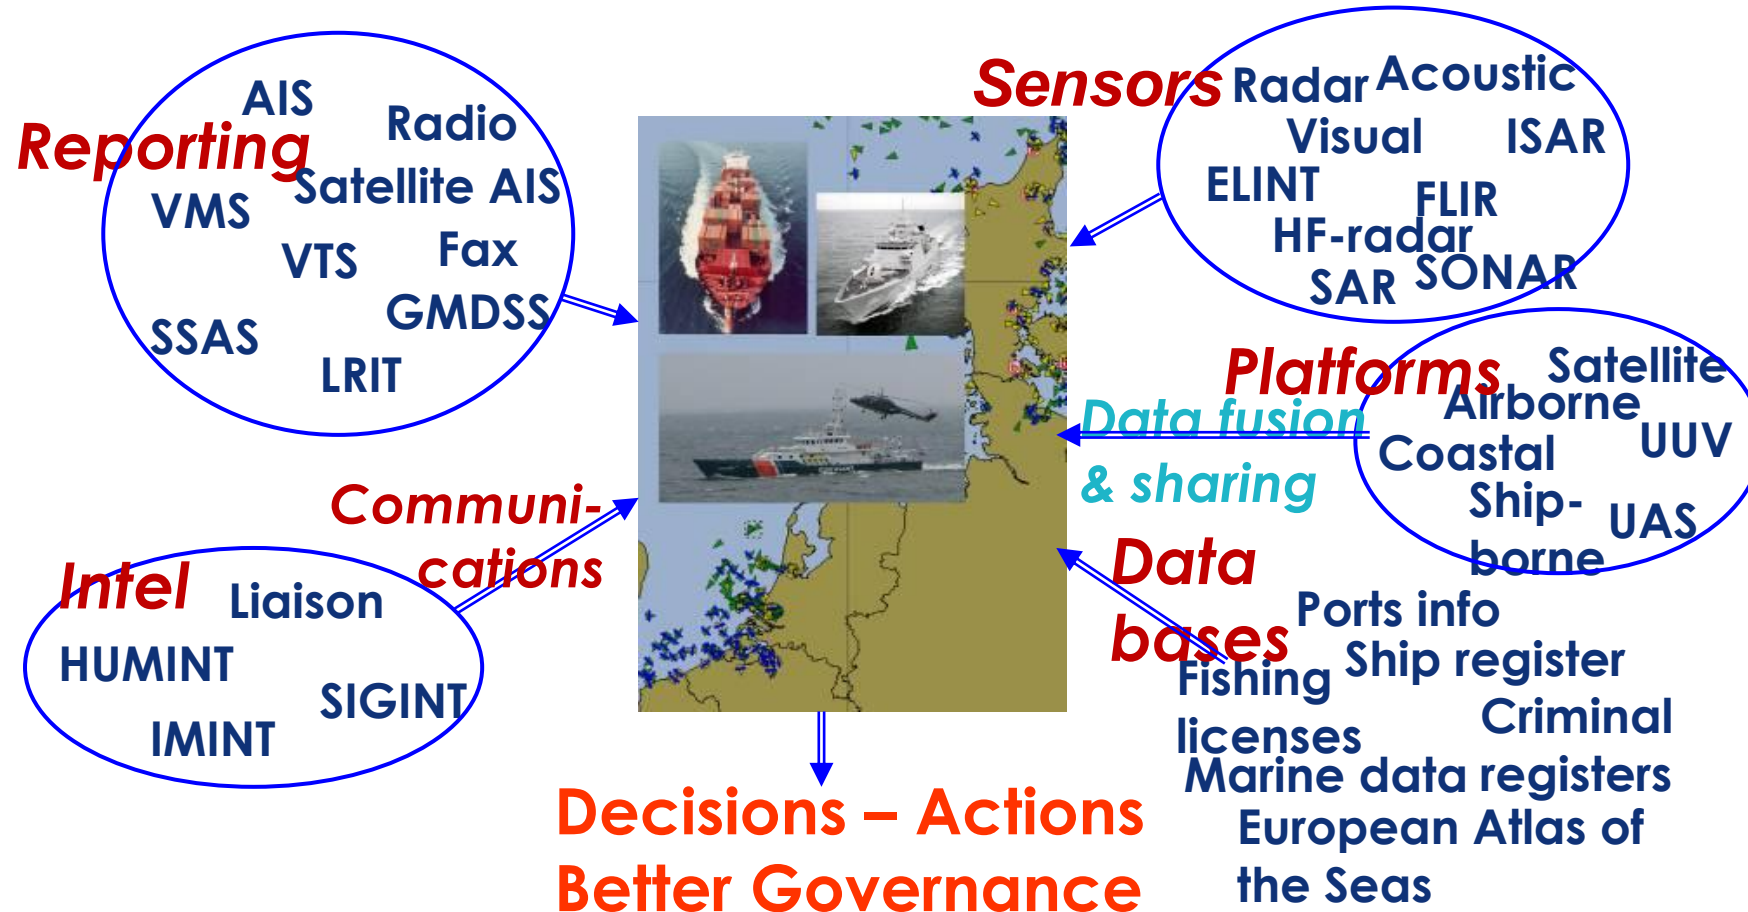 Reporting
AIS
Radio
Satellite AIS
VMS
Fax
VTS
GMDSS
SSAS
LRIT
Sensors
Radar
Acoustic
Visual
ISAR
ELINT
FLIR
HF-radar
SAR
SONAR
Platforms
Satellite
Airborne
UUV
Coastal
Ship-
borne
UAS
Data fusion
& sharing
Communi-
cations
Intel
Liaison
HUMINT
SIGINT
IMINT
Data
bases
Ports info
Ship register
Fishing
licenses
Criminal
registers
Marine data
European Atlas of
the Seas
Decisions – Actions
Better Governance